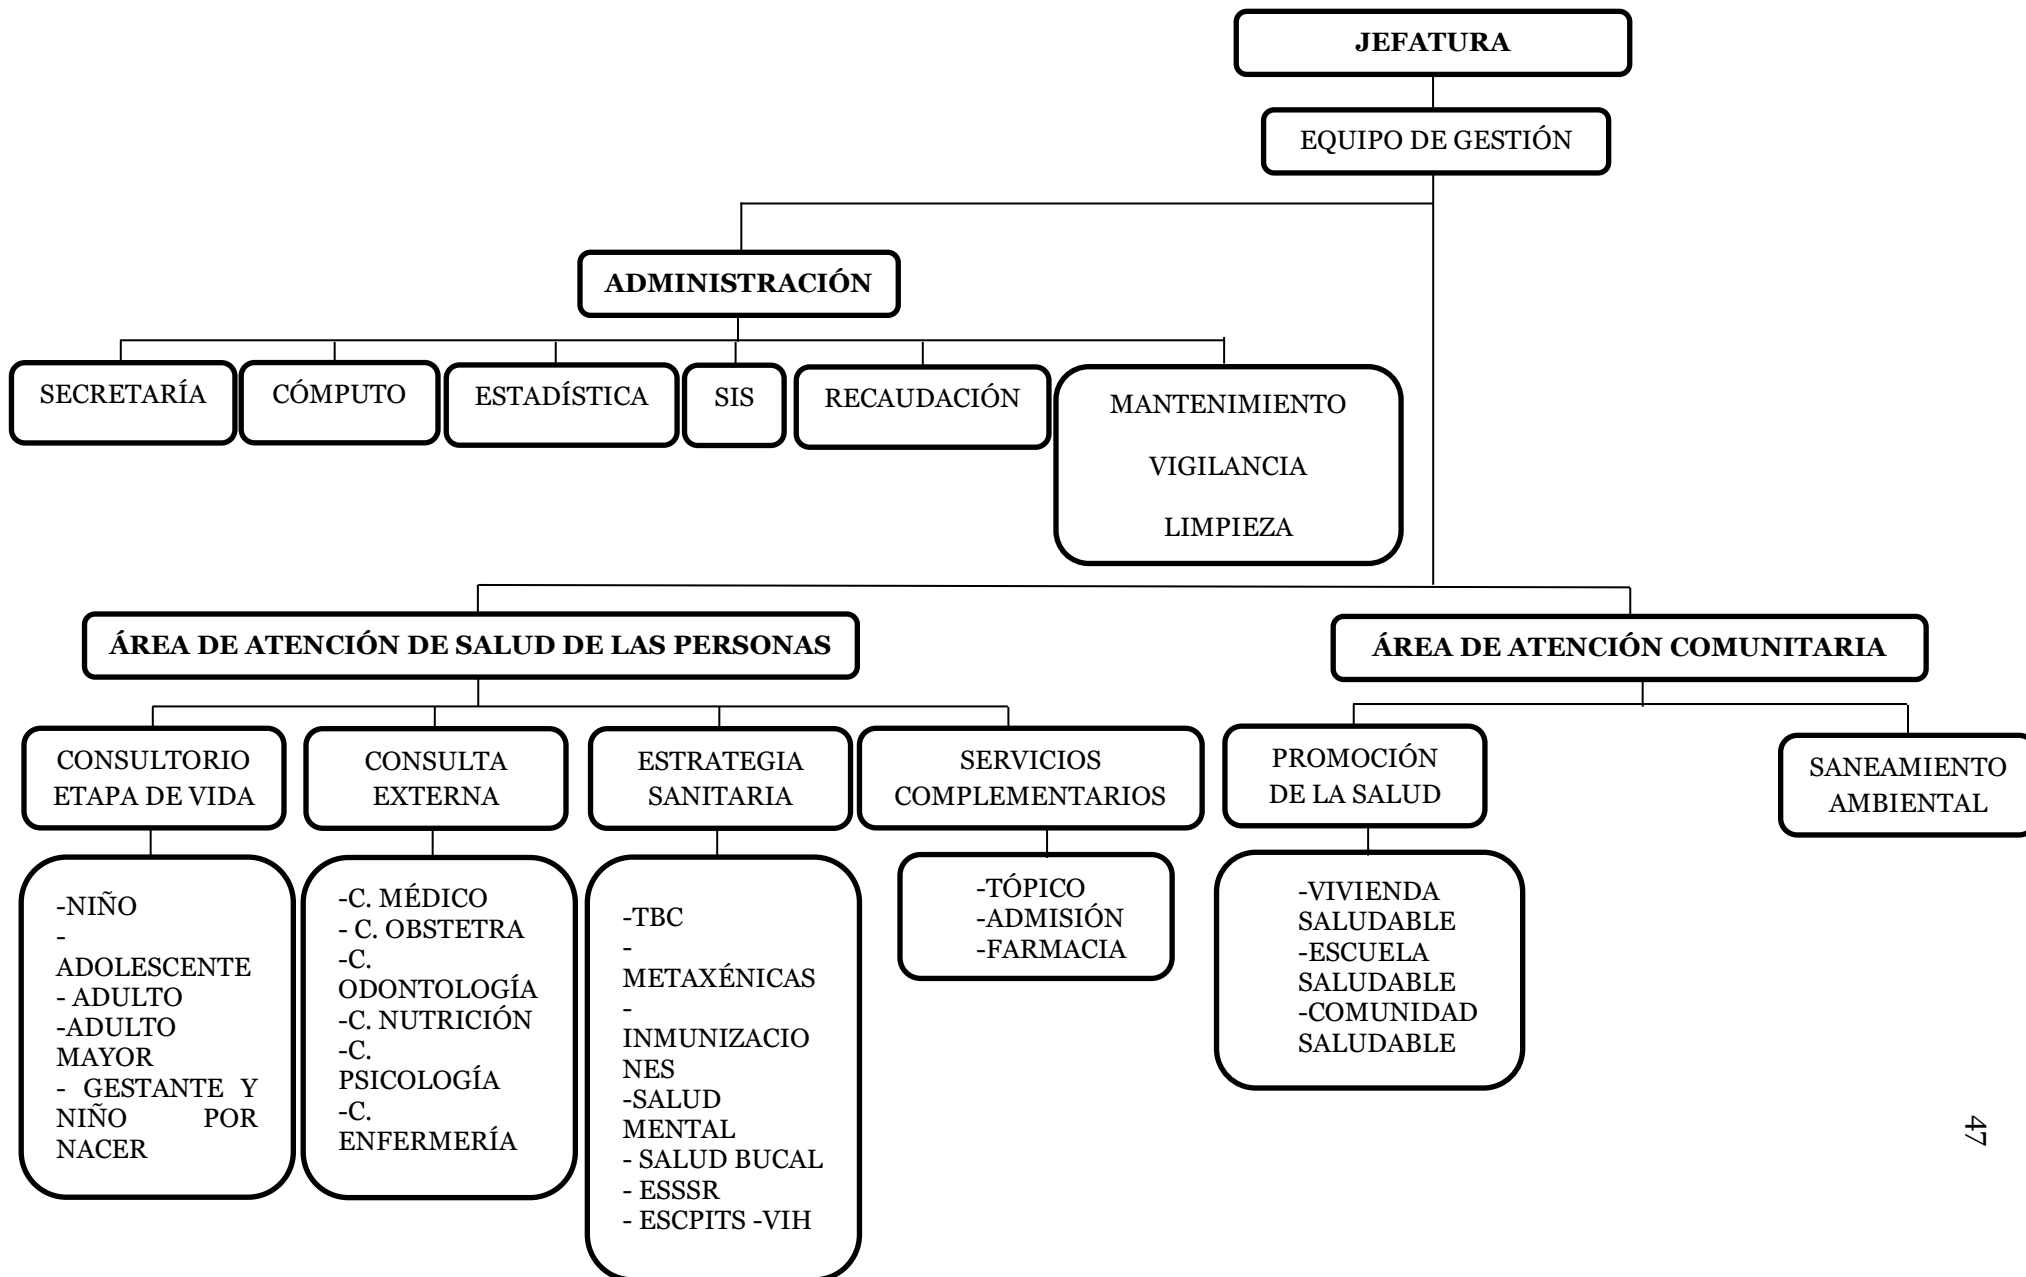 JEFATURA
EQUIPO DE GESTIÓN
ADMINISTRACIÓN
SECRETARÍA
CÓMPUTO
ESTADÍSTICA
SIS
RECAUDACIÓN
MANTENIMIENTO
VIGILANCIA
LIMPIEZA
ÁREA DE ATENCIÓN DE SALUD DE LAS PERSONAS
ÁREA DE ATENCIÓN COMUNITARIA
CONSULTORIO
ETAPA DE VIDA
CONSULTA
EXTERNA
ESTRATEGIA
SANITARIA
SERVICIOS
COMPLEMENTARIOS
PROMOCIÓN
DE LA SALUD
SANEAMIENTO
AMBIENTAL
-NIÑO
-
ADOLESCENTE
- ADULTO
-ADULTO
MAYOR
- GESTANTE Y
NIÑO POR
NACER
-C. MÉDICO
- C. OBSTETRA
-C.
ODONTOLOGÍA
-C. NUTRICIÓN
-C.
PSICOLOGÍA
-C.
ENFERMERÍA
-TBC
-
METAXÉNICAS
-
INMUNIZACIO
NES
-SALUD
MENTAL
- SALUD BUCAL
- ESSSR
- ESCPITS -VIH
-TÓPICO
-ADMISIÓN
-FARMACIA
-VIVIENDA
SALUDABLE
-ESCUELA
SALUDABLE
-COMUNIDAD
SALUDABLE
47